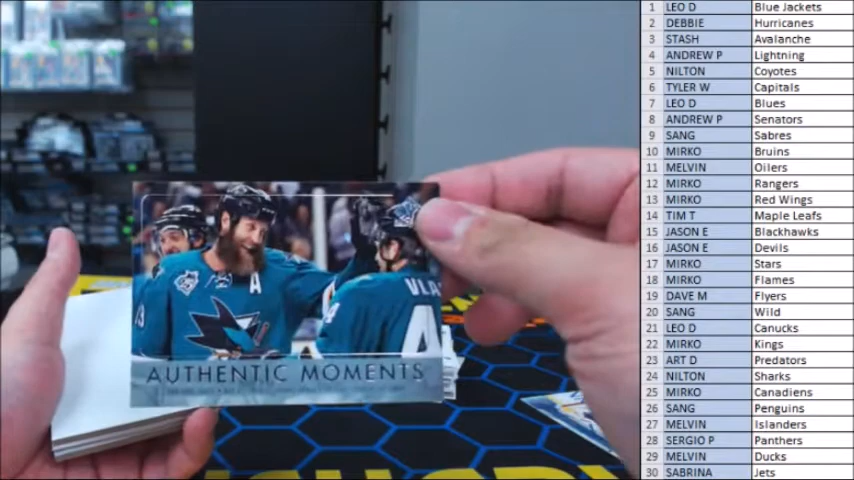 1 LEO D Blue Jackets
2 DEBBIE Hurricanes
3 STASH Avalanche
4 ANDREW P Lightning
5 NILTON Coyotes
6 TYLER W Capitals
7 LEO D Blues
8 ANDREW P Senators
9 SANG Sabres
10 MIRKO Bruins
11 MELVIN Oilers
12 MIRKO Rangers
13 MIRKO Red Wings
14 TIM T Maple Leafs
15 JASON E Blackhawks
16 JASON E Devils
17 MIRKO Stars
18 MIRKO Flames
19 DAVE M Flyers
20 SANG Wild
21 LEO D Canucks
22 MIRKO Kings
23 ART D Predators
24 NILTON Sharks
25 MIRKO Canadiens
26 SANG Penguins
27 MELVIN Islanders
28 SERGIO P Panthers
29 MELVIN Ducks
30 SABRINA Jets
A
VLA
4
AUTHENTIC MOMENTS